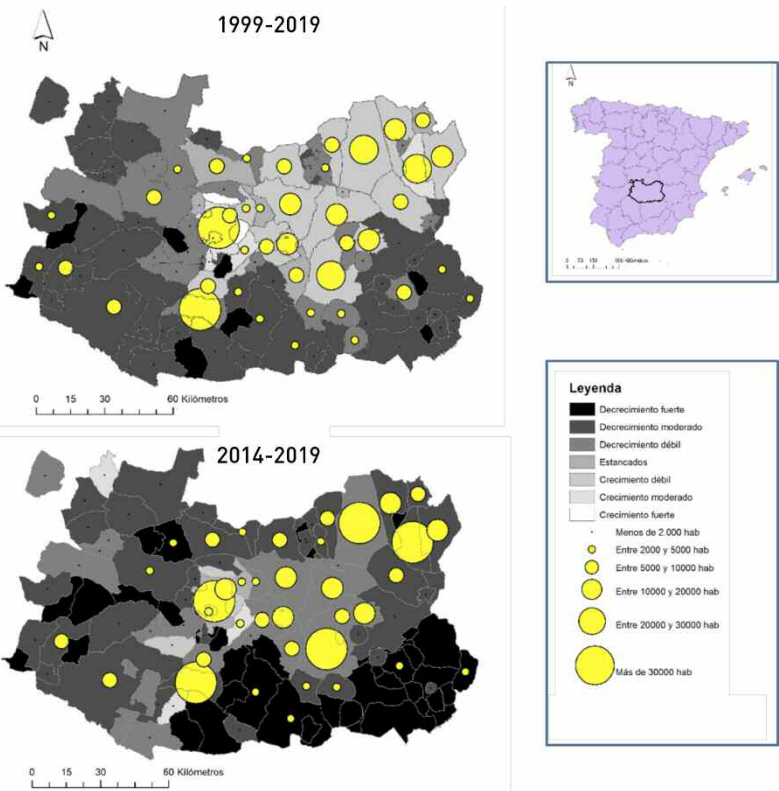 1999-2019
N
0 15 30 60 Kilómetros
2014-2019
0 15 30 60 Kilómetros
N
Leyenda
Decrecimiento fuerte
Decrecimiento moderado
Decrecimiento débil
Estancados
Crecimiento débil
Crecimiento moderado
Crecimiento fuerte
Menos de 2.000 hab
Entre 2000 y 5000 hab
Entre 5000 y 10000 hab
Entre 10000 y 20000 hab
Entre 20000 y 30000 hab
Más de 30000 hab